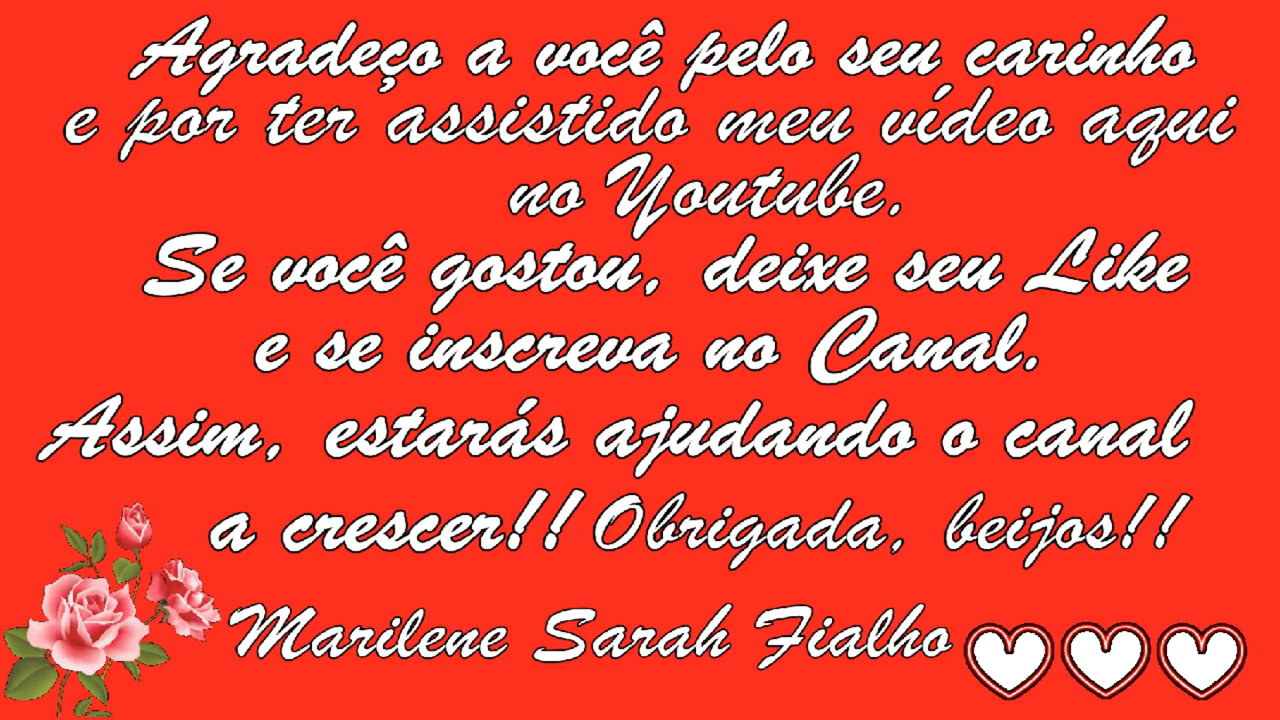 Agradeço a você pelo seu carinho
e por ter assistido meu vídeo aqui
no Youtube.
Se você gostou, deixe seu Like
e se inscreva no Canal.
Assim, estarás ajudando o canal
a crescer!! Obrigada, beijos!!
Marilene Sarah Fialho